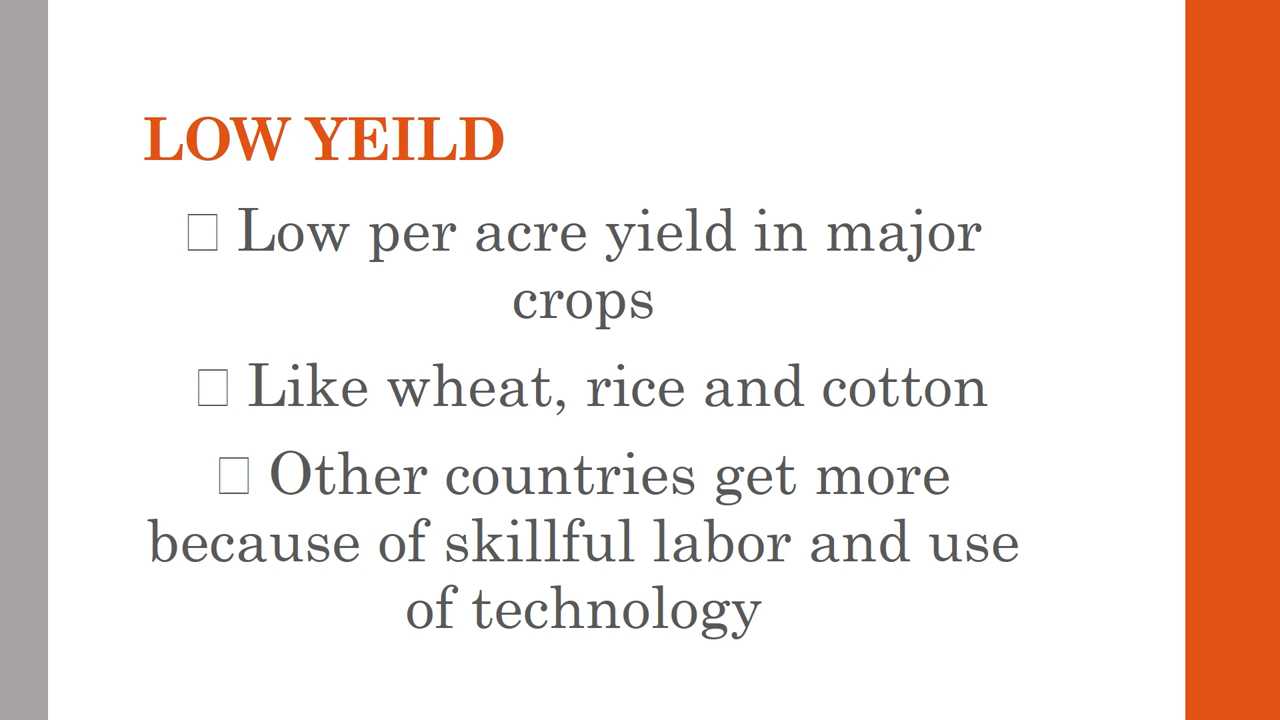 LOW YEILD
□ Low per acre yield in major
crops
□ Like wheat, rice and cotton
□ Other countries get more
because of skillful labor and use
of technology